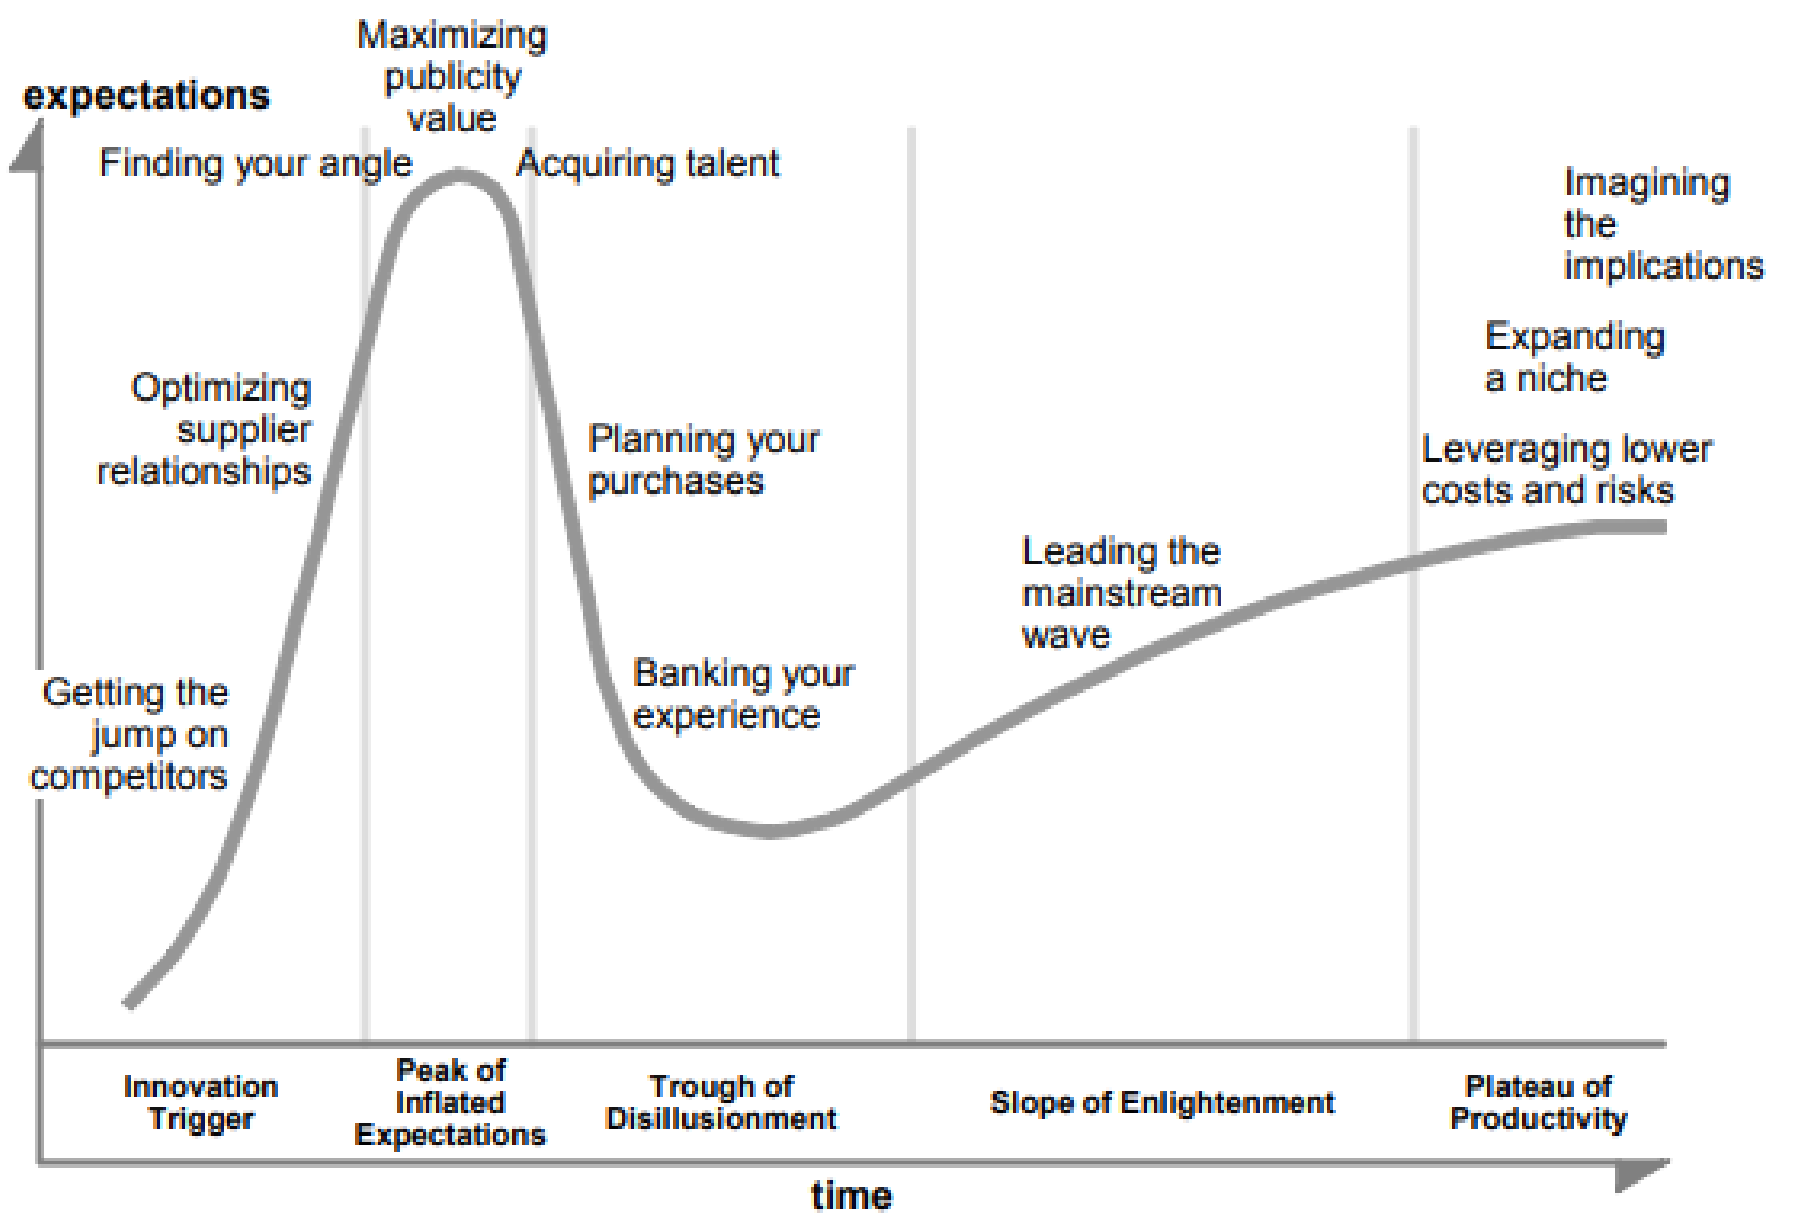 Maximizing
publicity
value
expectations
Finding your angle
Acquiring talent
Imagining
the
implications
Expanding
a niche
Optimizing
supplier
relationships
Planning your
purchases
Leveraging lower
costs and risks
Leading the
mainstream
wave
Getting the
jump on
competitors
Banking your
experience
Innovation
Trigger
Peak of
Inflated
Expectations
Trough of
Disillusionment
Slope of Enlightenment
Plateau of
Productivity
time